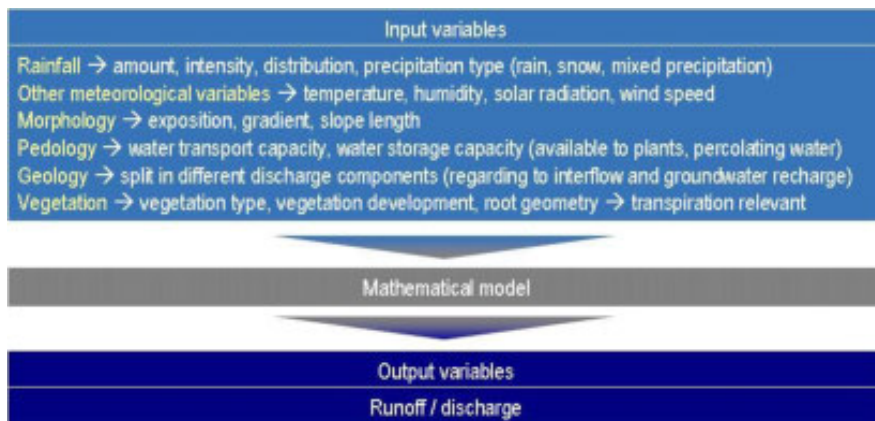 Input variables
Rainfall → amount, intensity, distribution, precipitation type (rain, snow, mixed precipitation)
Other meteorological variables → temperature, humidity, solar radiation, wind speed
Morphology → exposition, gradient, slope length
Pedology → water transport capacity, water storage capacity (available to plants, percolating water)
Geology → split in different discharge components (regarding to interflow and groundwater recharge)
Vegetation → vegetation type, vegetation development, root geometry → transpiration relevant
Mathematical model
Output variables
Runoff / discharge